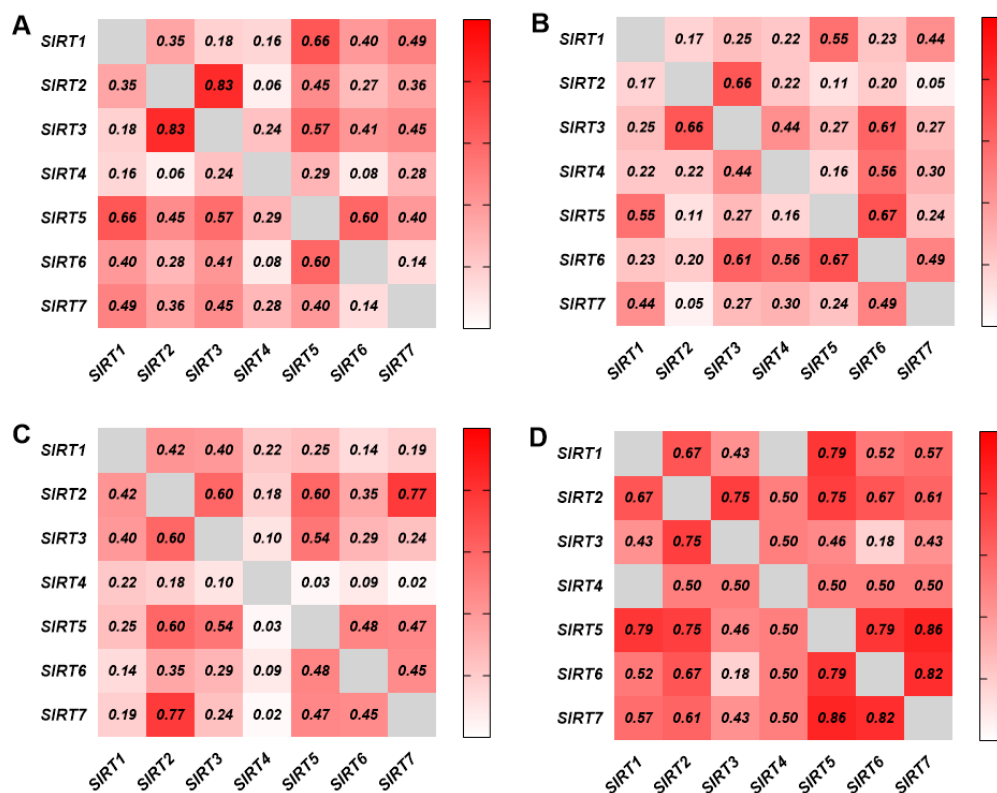 A
SIRT1 0.35 0.18 0.16 0.66 0.40 0.49
SIRT2 0.35 0.83 0.06 0.45 0.27 0.36
SIRT3 0.18 0.83 0.24 0.57 0.41 0.45
SIRT4 0.16 0.06 0.24 0.29 0.08 0.28
SIRT5 0.66 0.45 0.57 0.29 0.60 0.40
SIRT6 0.40 0.28 0.41 0.08 0.60 0.14
SIRT7 0.49 0.36 0.45 0.28 0.40 0.14
SIRT1 SIRT2 SIRT3 SIRT4 SIRT5 SIRT6 SIRT7
B
SIRT1 0.17 0.25 0.22 0.55 0.23 0.44
SIRT2 0.17 0.66 0.22 0.11 0.20 0.05
SIRT3 0.25 0.66 0.44 0.27 0.61 0.27
SIRT4 0.22 0.22 0.44 0.16 0.56 0.30
SIRT5 0.55 0.11 0.27 0.16 0.67 0.24
SIRT6 0.23 0.20 0.61 0.56 0.67 0.49
SIRT7 0.44 0.05 0.27 0.30 0.24 0.49
SIRT1 SIRT2 SIRT3 SIRT4 SIRT5 SIRT6 SIRT7
C
SIRT1 0.42 0.40 0.22 0.25 0.14 0.19
SIRT2 0.42 0.60 0.18 0.60 0.35 0.77
SIRT3 0.40 0.60 0.10 0.54 0.29 0.24
SIRT4 0.22 0.18 0.10 0.03 0.09 0.02
SIRT5 0.25 0.60 0.54 0.03 0.48 0.47
SIRT6 0.14 0.35 0.29 0.09 0.48 0.45
SIRT7 0.19 0.77 0.24 0.02 0.47 0.45
SIRT1 SIRT2 SIRT3 SIRT4 SIRT5 SIRT6 SIRT7
D
SIRT1 0.67 0.43 0.79 0.52 0.57
SIRT2 0.67 0.75 0.50 0.75 0.67 0.61
SIRT3 0.43 0.75 0.50 0.46 0.18 0.43
SIRT4 0.50 0.50 0.50 0.50 0.50
SIRT5 0.79 0.75 0.46 0.50 0.79 0.86
SIRT6 0.52 0.67 0.18 0.50 0.79 0.82
SIRT7 0.57 0.61 0.43 0.50 0.86 0.82
SIRT1 SIRT2 SIRT3 SIRT4 SIRT5 SIRT6 SIRT7